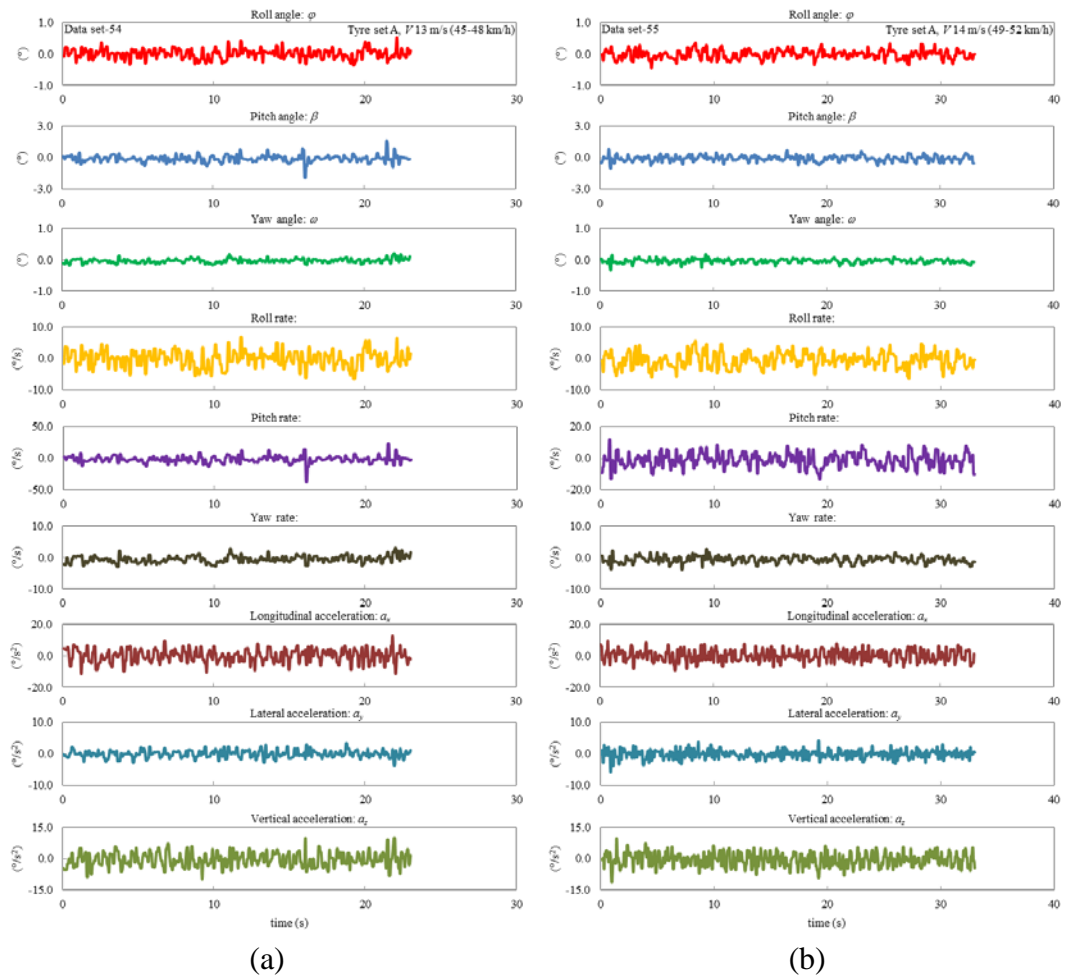 Roll angle: φ
Data set-54 Tyre set A, V 13 m/s (45-48 km/h)
1.0
0.0
-1.0
(°)
0 10 20 30
Pitch angle: β
3.0
0.0
-3.0
(°)
0 10 20 30
Yaw angle: ω
1.0
0.0
-1.0
(°)
0 10 20 30
Roll rate:
10.0
0.0
-10.0
(°/s)
0 10 20 30
Pitch rate:
50.0
0.0
-50.0
(°/s)
0 10 20 30
Yaw rate:
10.0
0.0
-10.0
(°/s)
0 10 20 30
Longitudinal acceleration: aₓ
20.0
0.0
-20.0
(°/s²)
0 10 20 30
Lateral acceleration: a_y
10.0
0.0
-10.0
(°/s²)
0 10 20 30
Vertical acceleration: a_z
15.0
0.0
-15.0
(°/s²)
0 10 20 30
time (s)
(a)
Roll angle: φ
Data set-55 Tyre set A, V 14 m/s (49-52 km/h)
1.0
0.0
-1.0
(°)
0 10 20 30 40
Pitch angle: β
3.0
0.0
-3.0
(°)
0 10 20 30 40
Yaw angle: ω
1.0
0.0
-1.0
(°)
0 10 20 30 40
Roll rate:
10.0
0.0
-10.0
(°/s)
0 10 20 30 40
Pitch rate:
20.0
0.0
-20.0
(°/s)
0 10 20 30 40
Yaw rate:
10.0
0.0
-10.0
(°/s)
0 10 20 30 40
Longitudinal acceleration: aₓ
20.0
0.0
-20.0
(°/s²)
0 10 20 30 40
Lateral acceleration: a_y
10.0
0.0
-10.0
(°/s²)
0 10 20 30 40
Vertical acceleration: a_z
15.0
0.0
-15.0
(°/s²)
0 10 20 30 40
time (s)
(b)